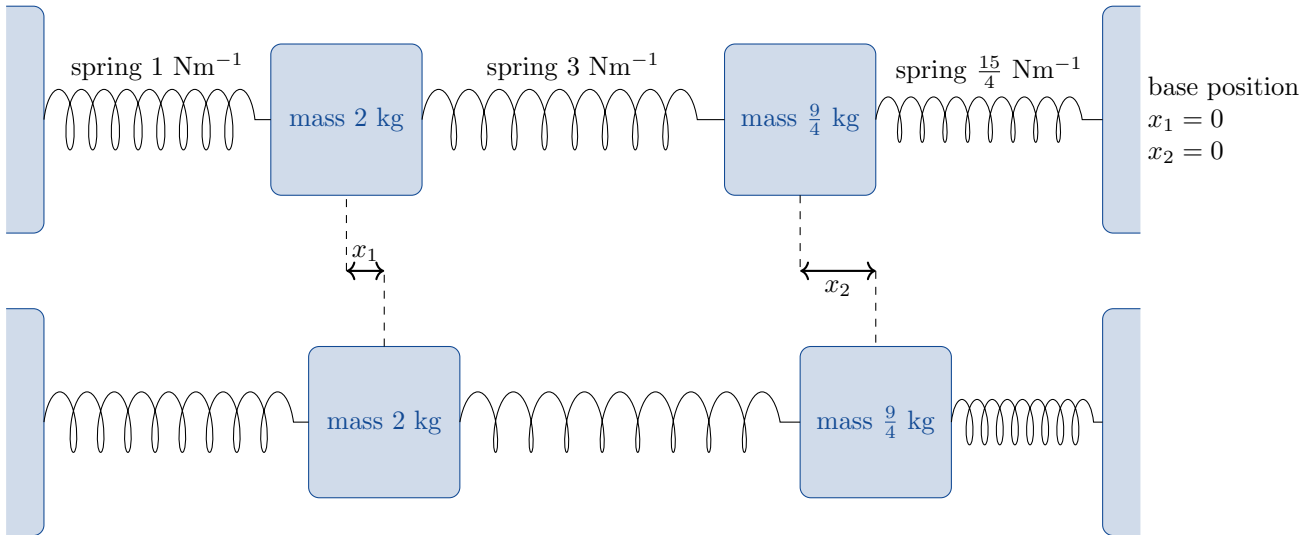 spring 1 Nm⁻¹
spring 3 Nm⁻¹
spring 15/4 Nm⁻¹
mass 2 kg
mass 9/4 kg
base position
x₁ = 0
x₂ = 0
x₁
x₂
mass 2 kg
mass 9/4 kg